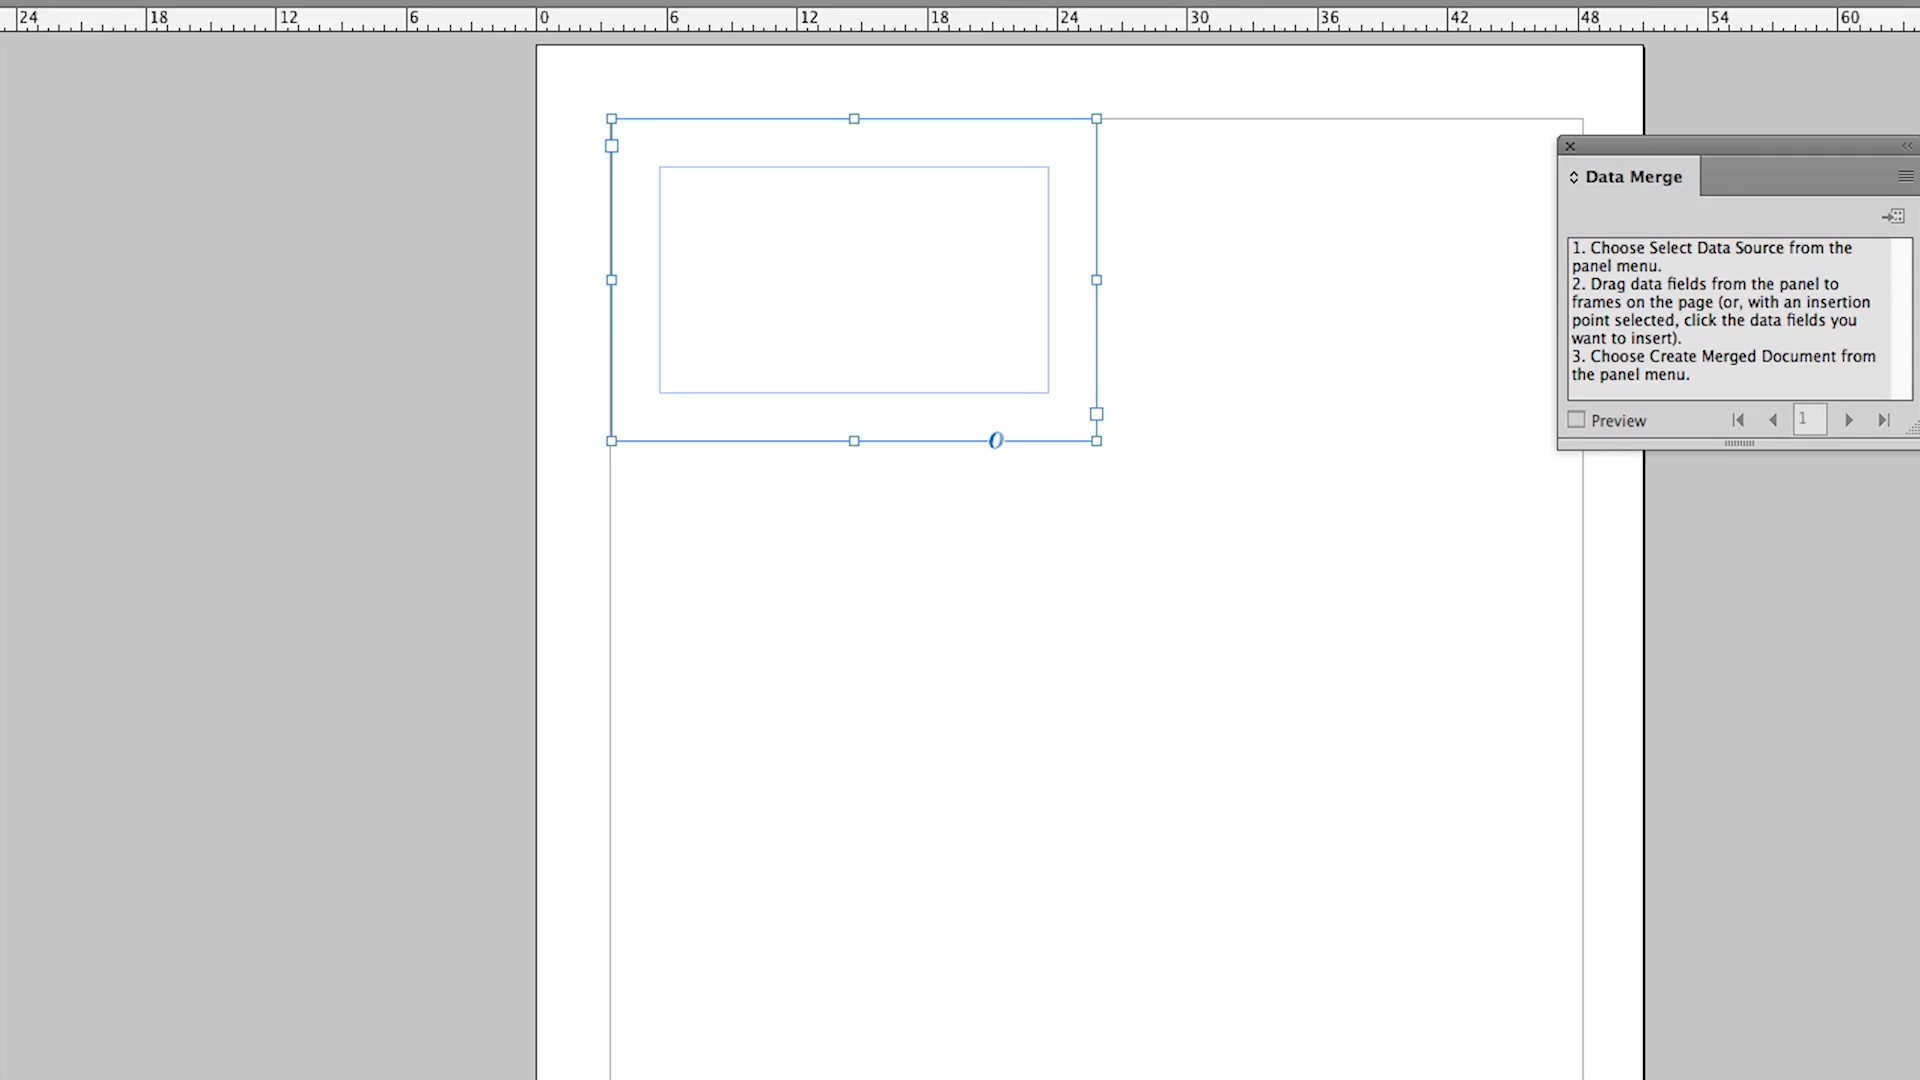 24 18 12 6 0 6 12 18 24 30 36 42 48 54 60
Data Merge
1. Choose Select Data Source from the
panel menu.
2. Drag data fields from the panel to
frames on the page (or, with an insertion
point selected, click the data fields you
want to insert).
3. Choose Create Merged Document from
the panel menu.
Preview 1